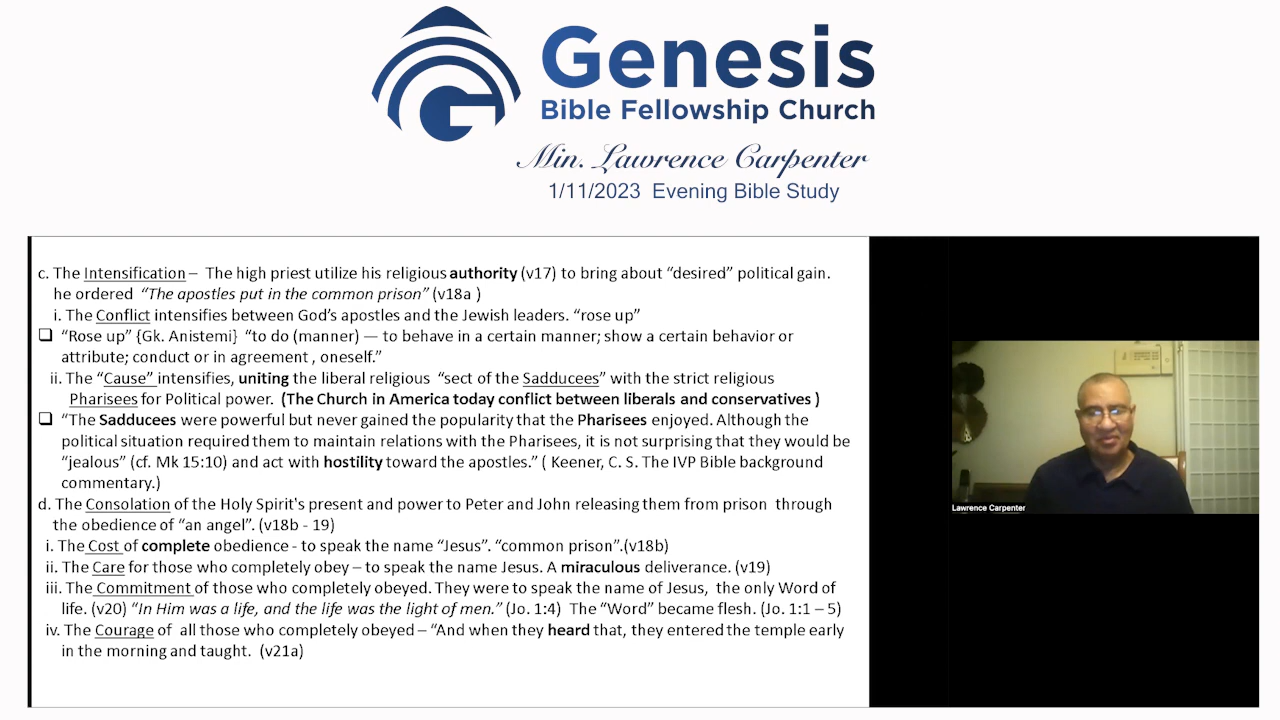 Genesis
Bible Fellowship Church
Min. Lawrence Carpenter
1/11/2023 Evening Bible Study
c. The Intensification – The high priest utilize his religious authority (v17) to bring about “desired” political gain.
he ordered “The apostles put in the common prison” (v18a )
i. The Conflict intensifies between God’s apostles and the Jewish leaders. “rose up”
❑ “Rose up” {Gk. Anistemi} “to do (manner) — to behave in a certain manner; show a certain behavior or
attribute; conduct or in agreement , oneself.”
ii. The “Cause” intensifies, uniting the liberal religious “sect of the Sadducees” with the strict religious
Pharisees for Political power. (The Church in America today conflict between liberals and conservatives )
❑ “The Sadducees were powerful but never gained the popularity that the Pharisees enjoyed. Although the
political situation required them to maintain relations with the Pharisees, it is not surprising that they would be
“jealous” (cf. Mk 15:10) and act with hostility toward the apostles.” ( Keener, C. S. The IVP Bible background
commentary.)
d. The Consolation of the Holy Spirit's present and power to Peter and John releasing them from prison through
the obedience of “an angel”. (v18b - 19)
i. The Cost of complete obedience - to speak the name “Jesus”. “common prison”.(v18b)
ii. The Care for those who completely obey – to speak the name Jesus. A miraculous deliverance. (v19)
iii. The Commitment of those who completely obeyed. They were to speak the name of Jesus, the only Word of
life. (v20) “In Him was a life, and the life was the light of men.” (Jo. 1:4) The “Word” became flesh. (Jo. 1:1 – 5)
iv. The Courage of all those who completely obeyed – “And when they heard that, they entered the temple early
in the morning and taught. (v21a)
Lawrence Carpenter